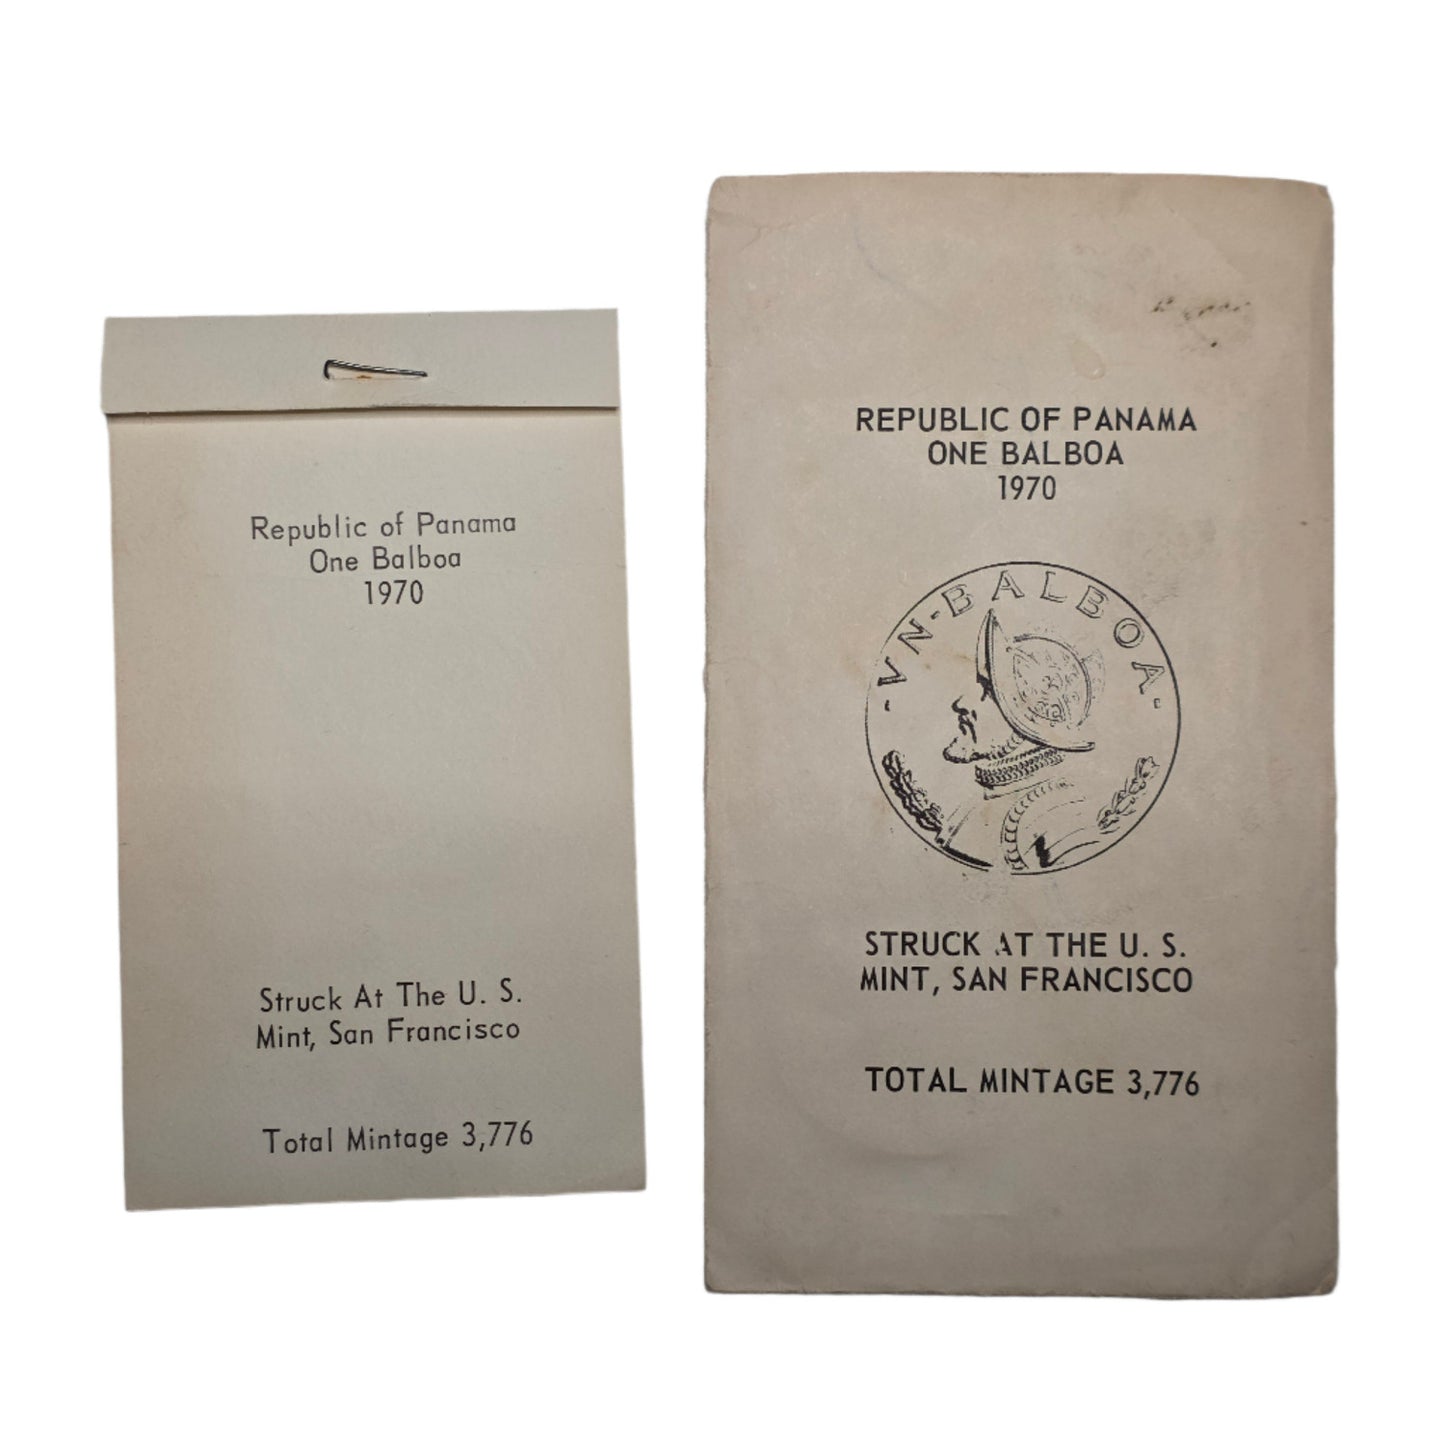 Republic of Panama
One Balboa
1970
Struck At The U. S.
Mint, San Francisco
Total Mintage 3,776
REPUBLIC OF PANAMA
ONE BALBOA
1970
-VN-BALBOA-
STRUCK AT THE U. S.
MINT, SAN FRANCISCO
TOTAL MINTAGE 3,776